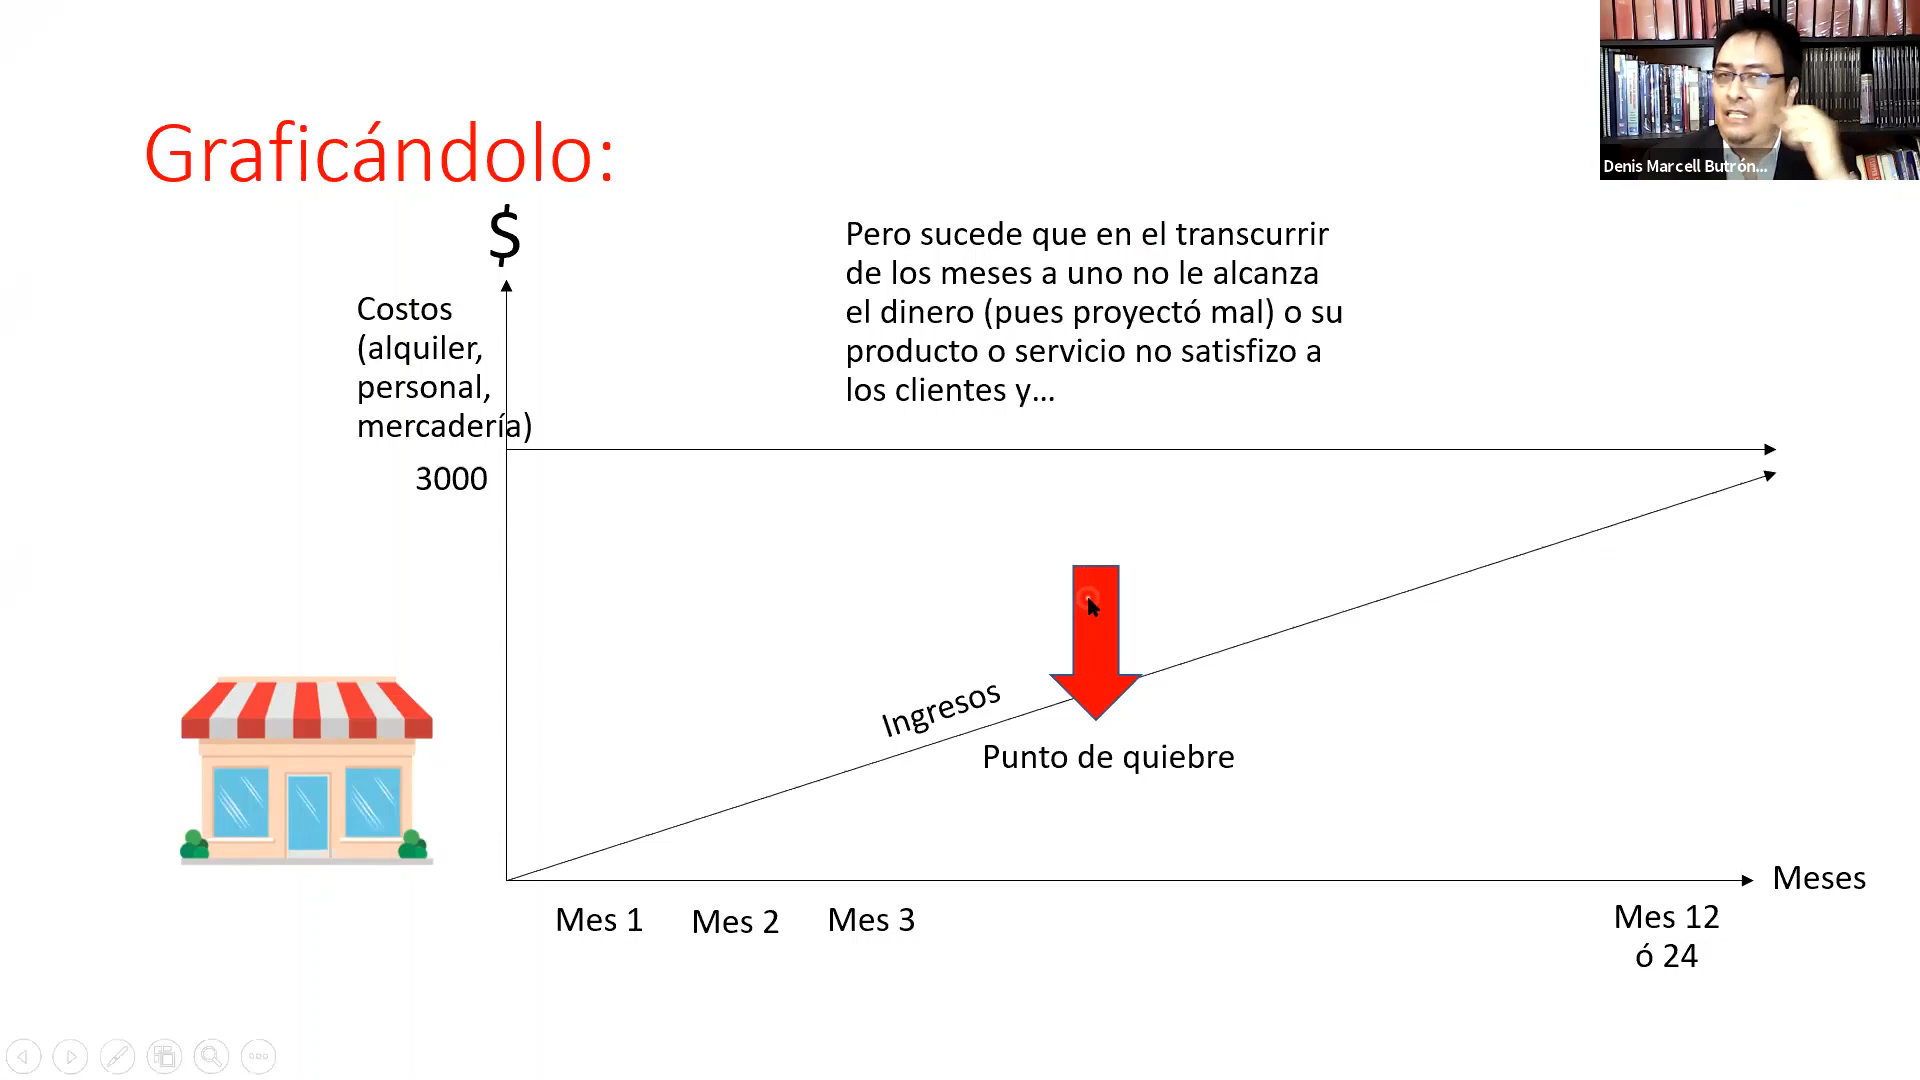 Graficándolo:
Denis Marcell Butrón...
$
Pero sucede que en el transcurrir
de los meses a uno no le alcanza
el dinero (pues proyectó mal) o su
producto o servicio no satisfizo a
los clientes y...
Costos
(alquiler,
personal,
mercadería)
3000
Ingresos
Punto de quiebre
Meses
Mes 1
Mes 2
Mes 3
Mes 12
ó 24